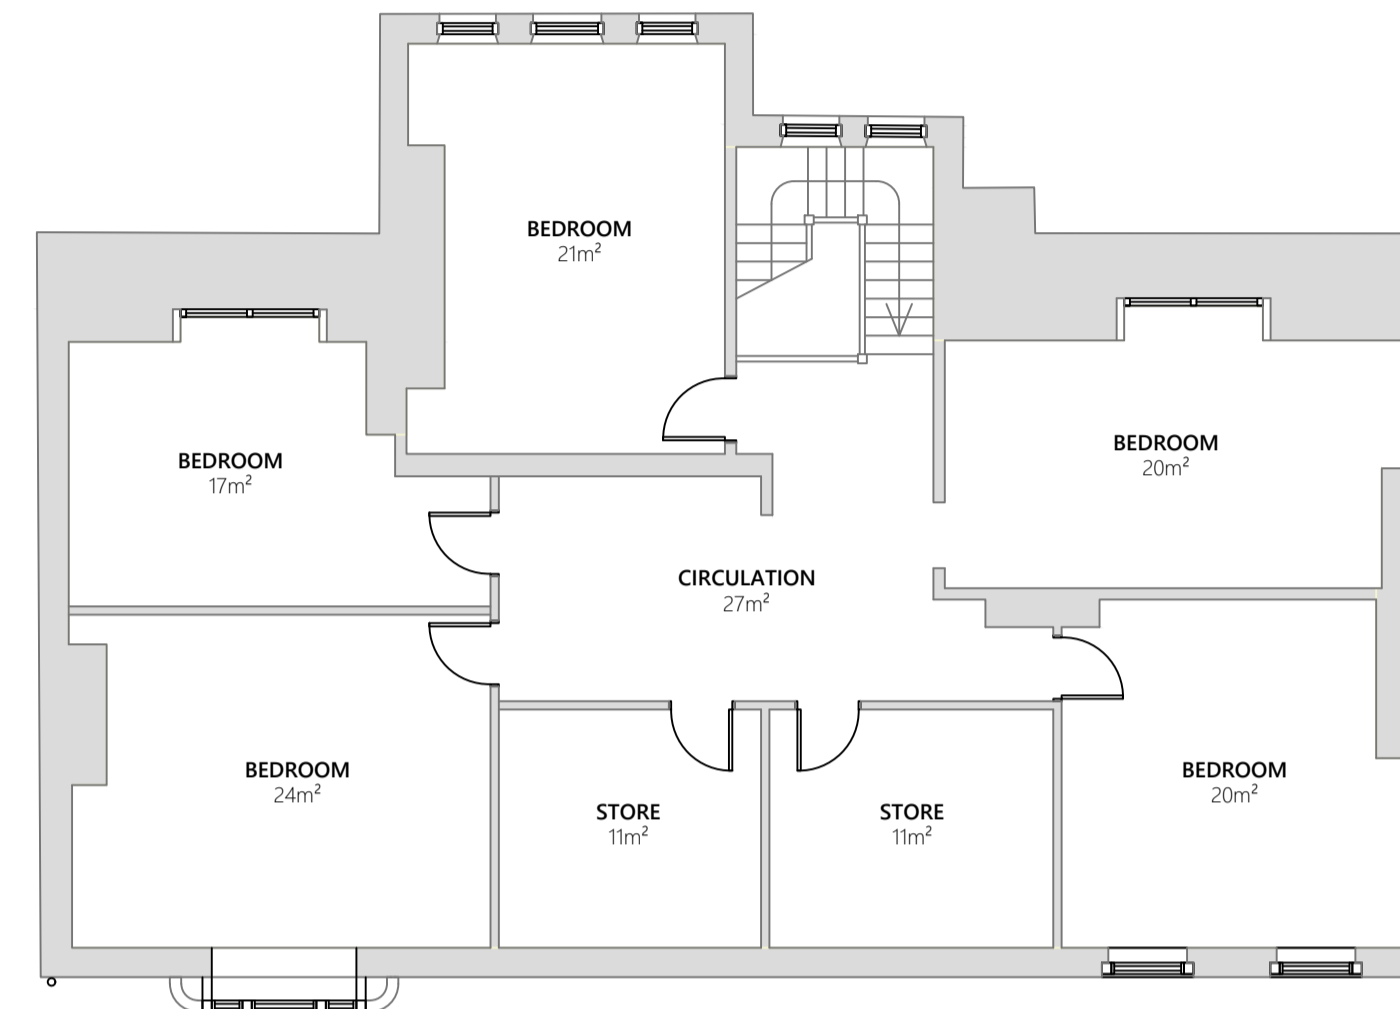 BEDROOM
21m²
BEDROOM
17m²
BEDROOM
20m²
CIRCULATION
27m²
BEDROOM
24m²
STORE
11m²
STORE
11m²
BEDROOM
20m²